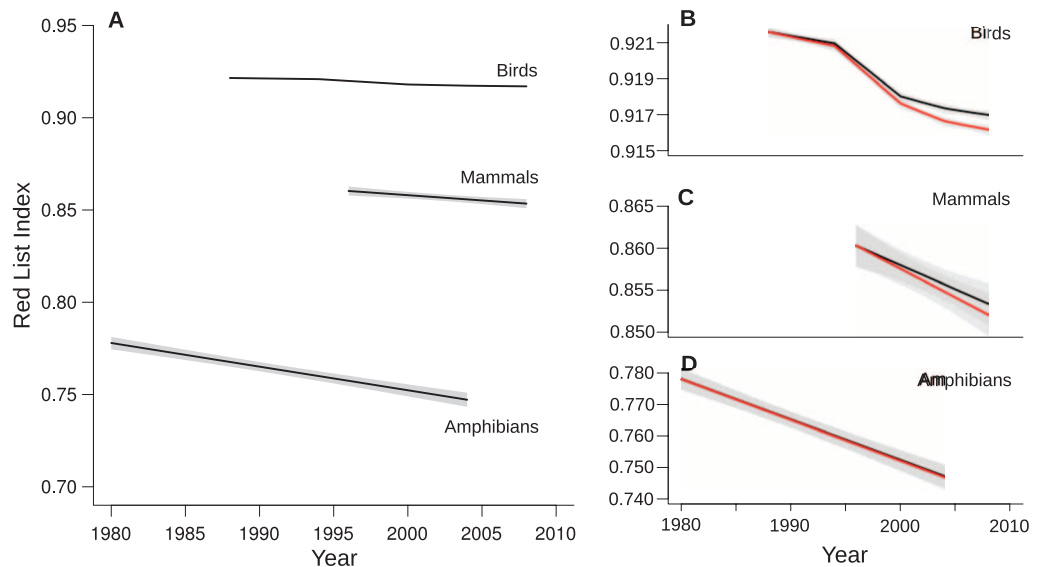 A
0.95
0.90
0.85
0.80
0.75
0.70
Red List Index
Birds
Mammals
Amphibians
1980 1985 1990 1995 2000 2005 2010
Year
B
Birds
0.921
0.919
0.917
0.915
C
Mammals
0.865
0.860
0.855
0.850
D
Amphibians
0.780
0.770
0.760
0.750
0.740
1980 1990 2000 2010
Year